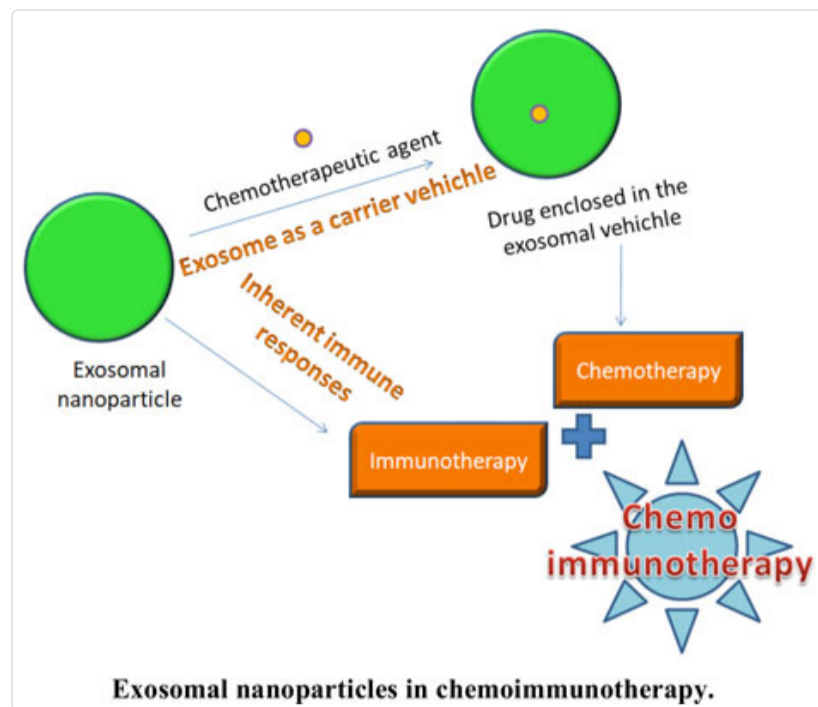 Chemotherapeutic agent
Exosome as a carrier vehichle
Drug enclosed in the
exosomal vehichle
Inherent immune
responses
Exosomal
nanoparticle
Chemotherapy
Immunotherapy
Chemo
immunotherapy
Exosomal nanoparticles in chemoimmunotherapy.